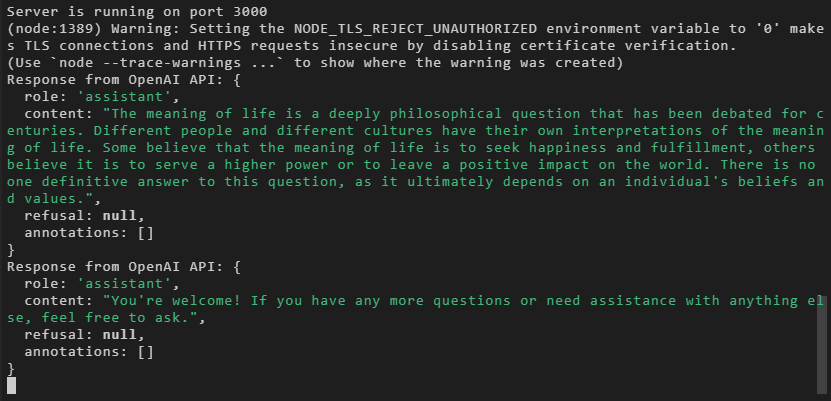 Server is running on port 3000
(node:1389) Warning: Setting the NODE_TLS_REJECT_UNAUTHORIZED environment variable to '0' make
s TLS connections and HTTPS requests insecure by disabling certificate verification.
(Use `node --trace-warnings ...` to show where the warning was created)
Response from OpenAI API: {
  role: 'assistant',
  content: "The meaning of life is a deeply philosophical question that has been debated for c
enturies. Different people and different cultures have their own interpretations of the meanin
g of life. Some believe that the meaning of life is to seek happiness and fulfillment, others
believe it is to serve a higher power or to leave a positive impact on the world. There is no
one definitive answer to this question, as it ultimately depends on an individual's beliefs an
d values.",
  refusal: null,
  annotations: []
}
Response from OpenAI API: {
  role: 'assistant',
  content: "You're welcome! If you have any more questions or need assistance with anything el
se, feel free to ask.",
  refusal: null,
  annotations: []
}